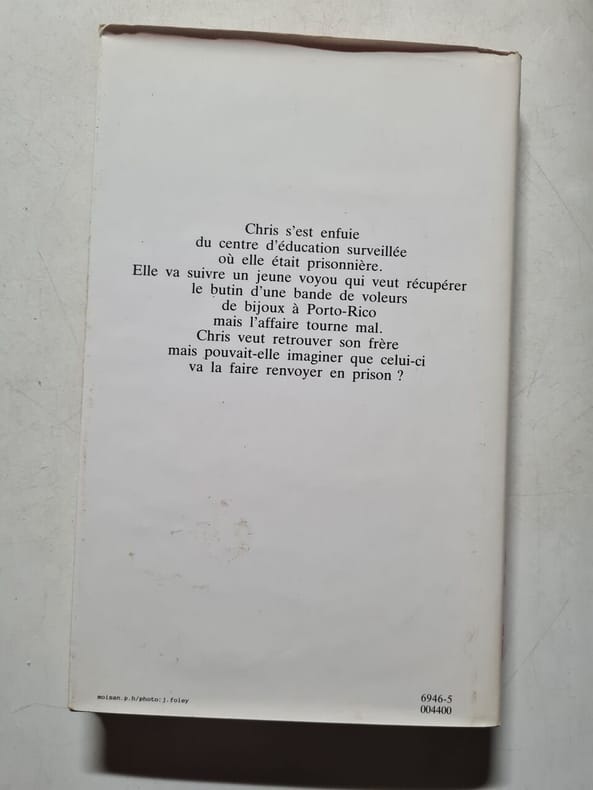 Chris s'est enfuie
du centre d'éducation surveillée
où elle était prisonnière.
Elle va suivre un jeune voyou qui veut récupérer
le butin d'une bande de voleurs
de bijoux à Porto-Rico
mais l'affaire tourne mal.
Chris veut retrouver son frère
mais pouvait-elle imaginer que celui-ci
va la faire renvoyer en prison ?
moisan.p.h/photo:j.foley
6946-5
004400